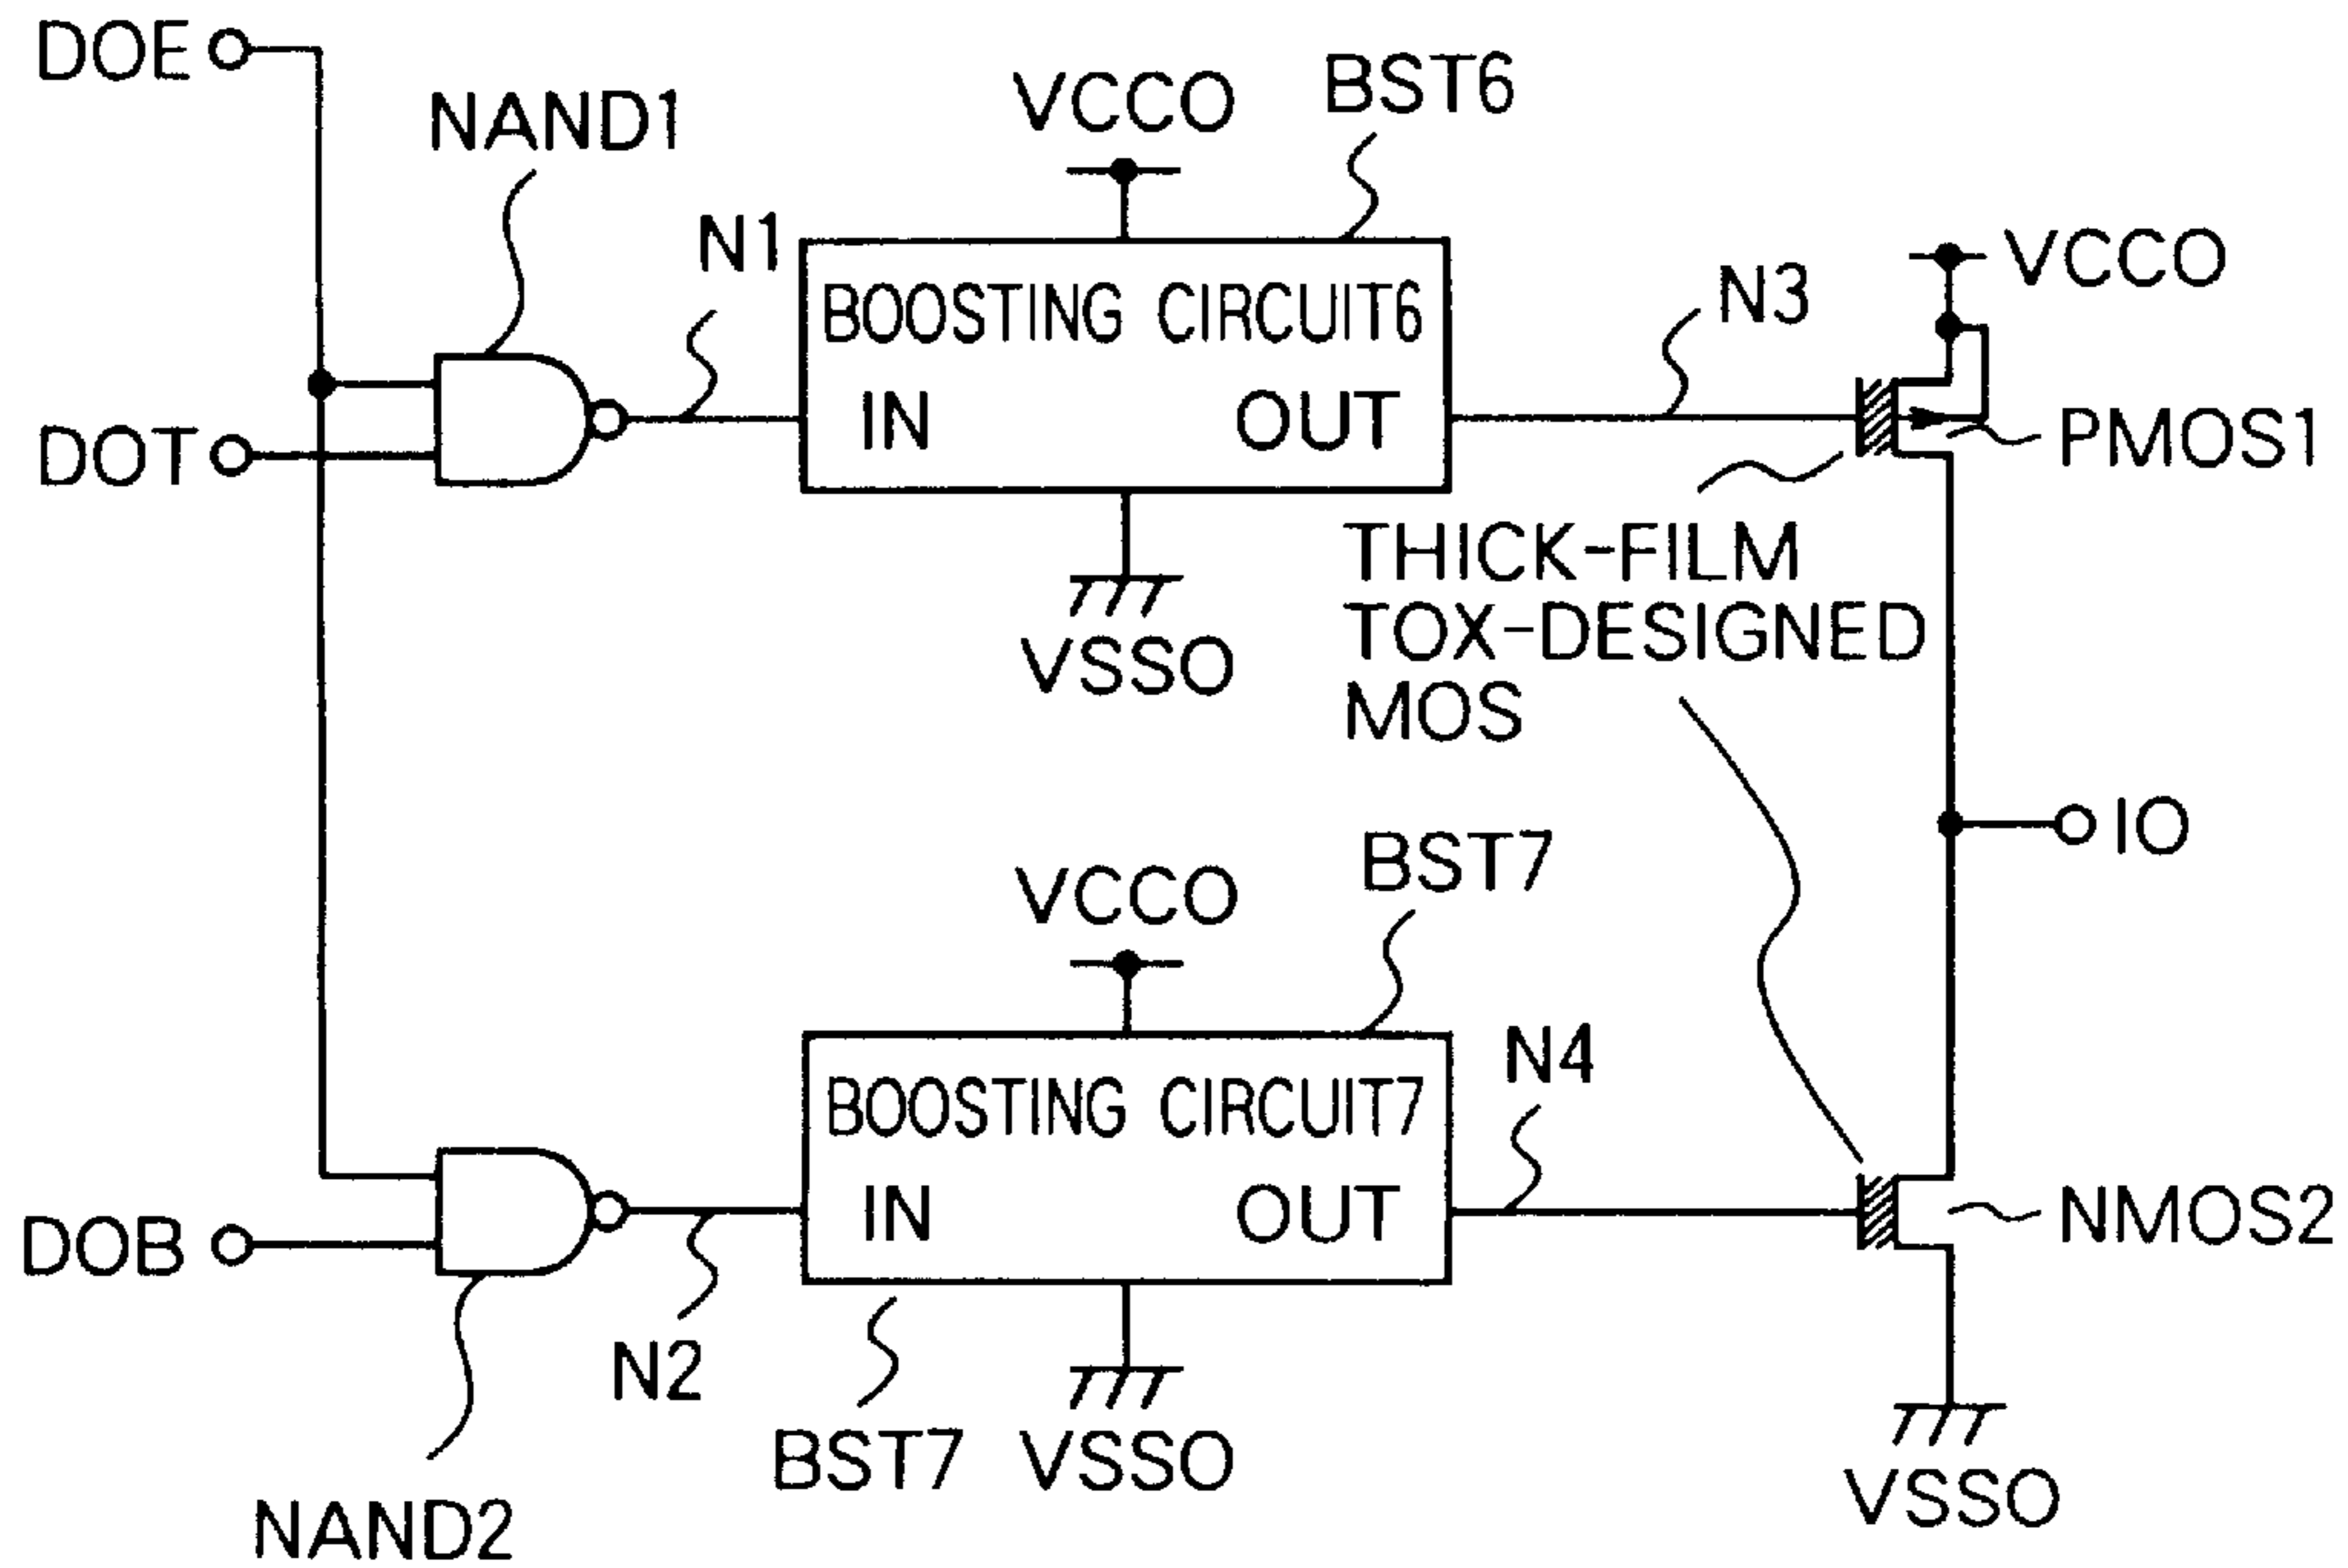 DOE
NAND1
N1
VCCO
BST6
BOOSTING CIRCUIT6
IN OUT
VSSO
N3
VCCO
PMOS1
DOT
THICK-FILM
TOX-DESIGNED
MOS
IO
VCCO
BST7
BOOSTING CIRCUIT7
IN OUT
N4
NMOS2
DOB
N2
BST7
VSSO
VSSO
NAND2